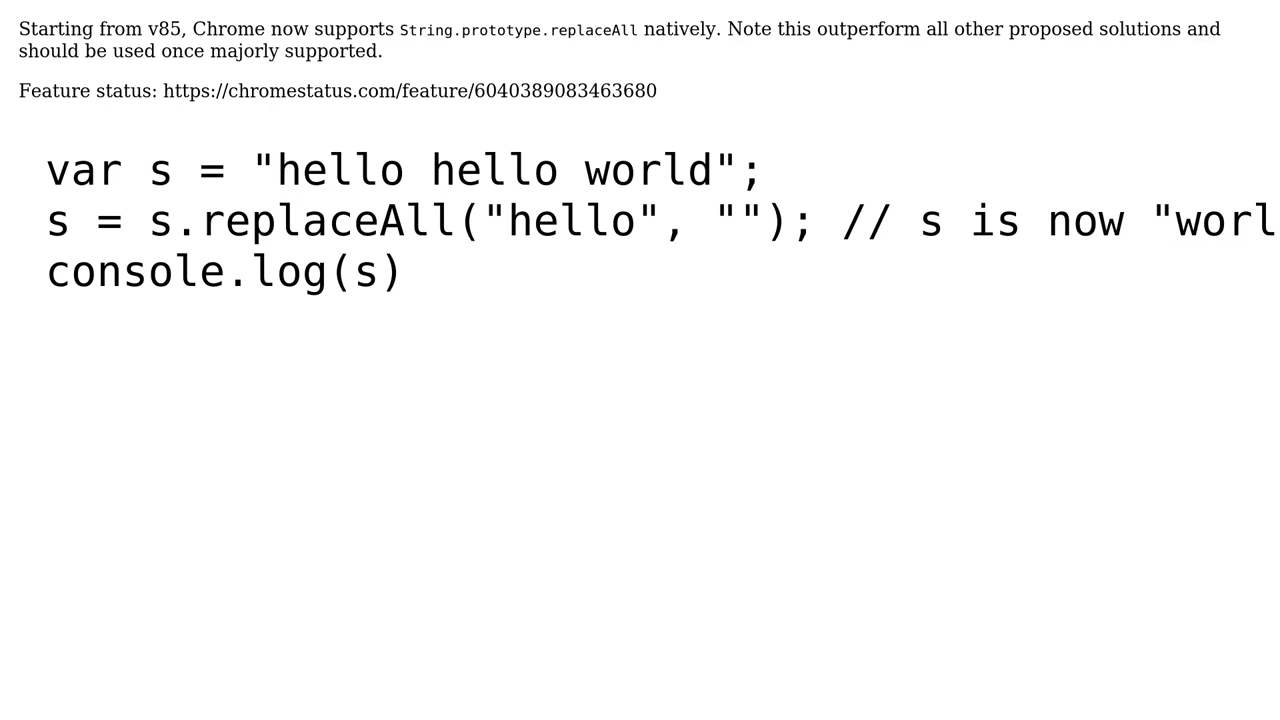 Starting from v85, Chrome now supports String.prototype.replaceAll natively. Note this outperform all other proposed solutions and
should be used once majorly supported.
Feature status: https://chromestatus.com/feature/6040389083463680
var s = "hello hello world";
s = s.replaceAll("hello", ""); // s is now "worl
console.log(s)